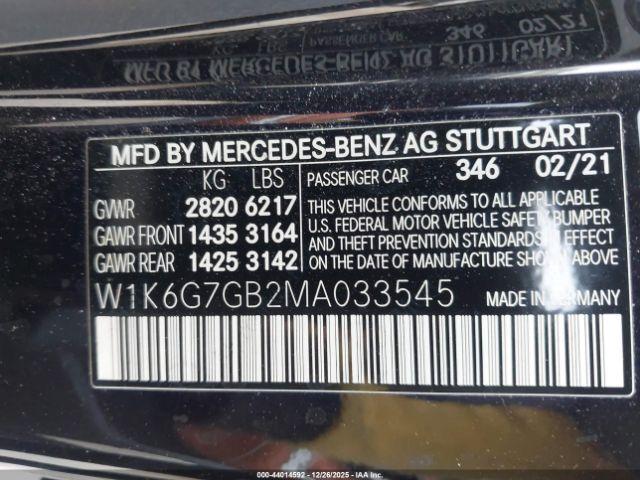 MFD BY MERCEDES-BENZ AG STUTTGART
KG LBS PASSENGER CAR 346 02/21
GVWR 2820 6217
GAWR FRONT 1435 3164
GAWR REAR 1425 3142
THIS VEHICLE CONFORMS TO ALL APPLICABLE
U.S. FEDERAL MOTOR VEHICLE SAFETY BUMPER
AND THEFT PREVENTION STANDARDS IN EFFECT
ON THE DATE OF MANUFACTURE SHOWN ABOVE
W1K6G7GB2MA033545 MADE IN GERMANY
000-44014592 - 12/26/2025 - IAA Inc.